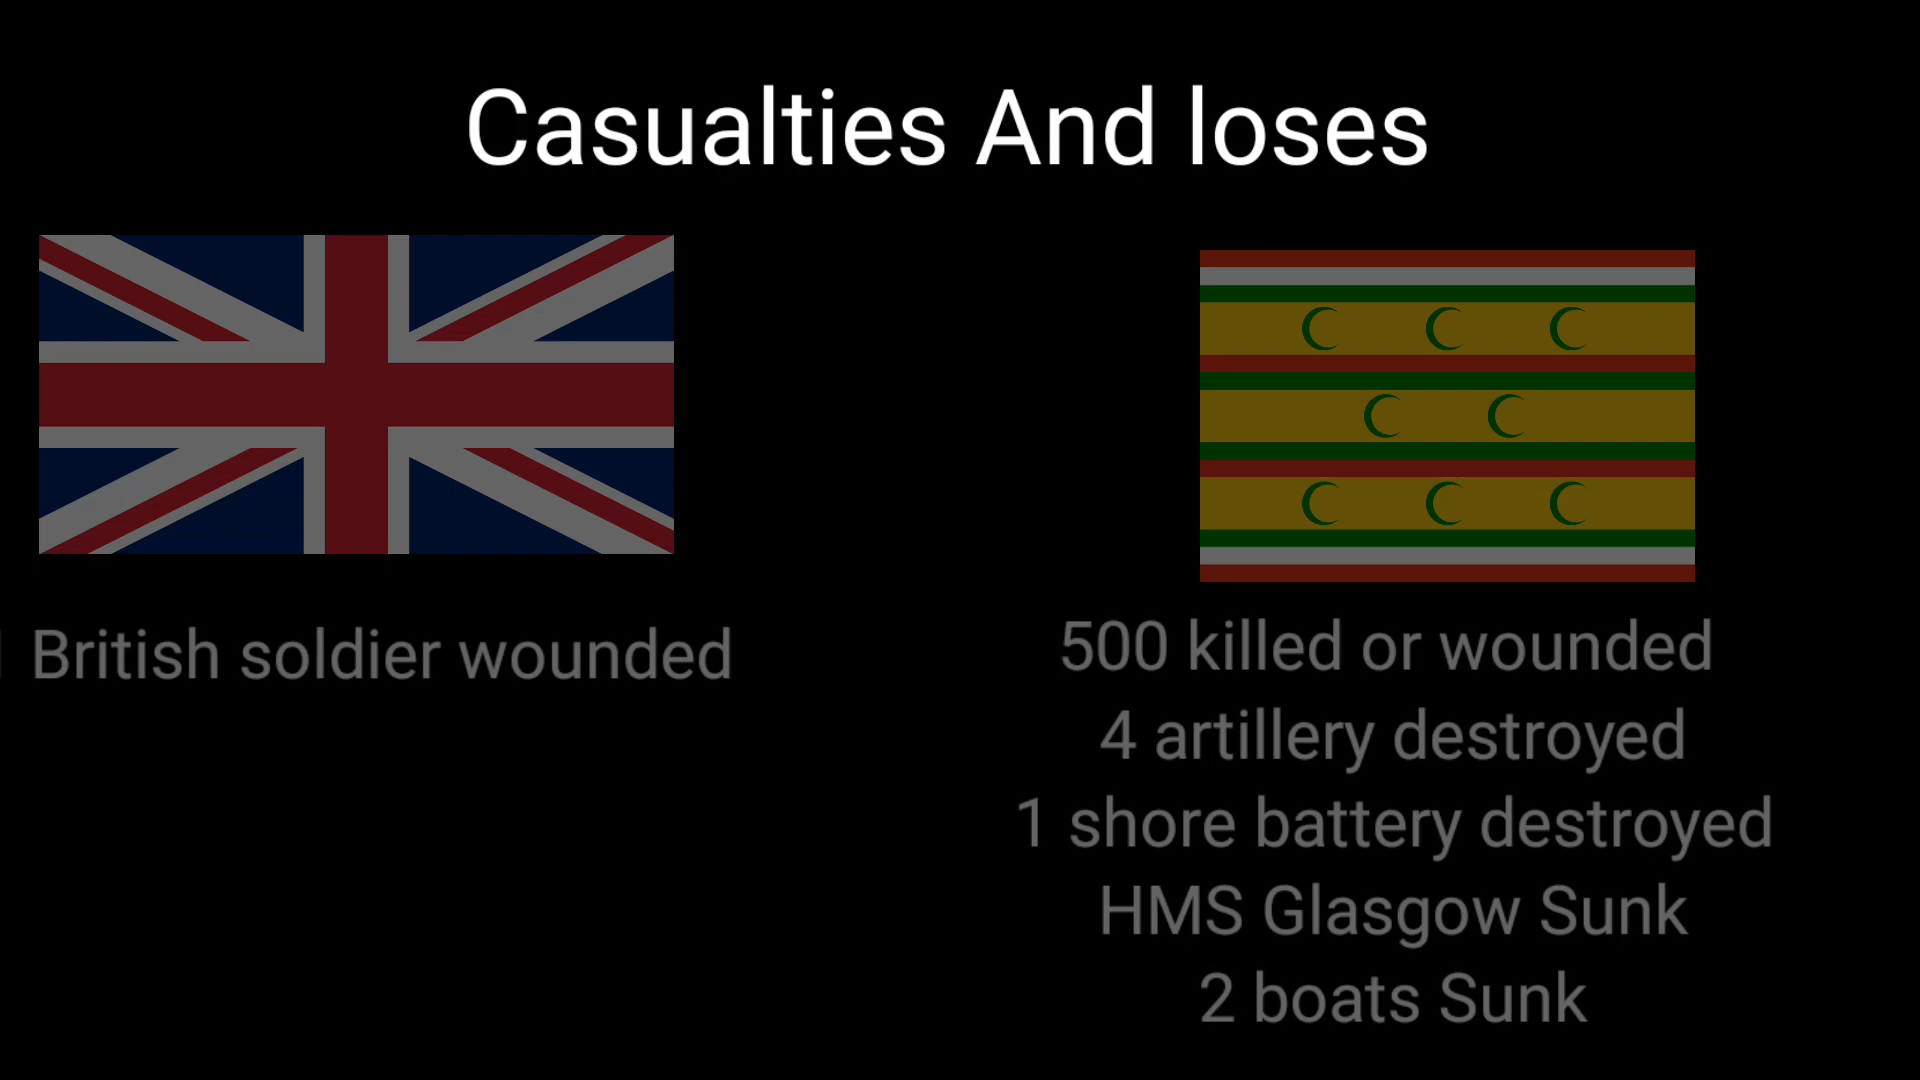 Casualties And loses
British soldier wounded
500 killed or wounded
4 artillery destroyed
1 shore battery destroyed
HMS Glasgow Sunk
2 boats Sunk